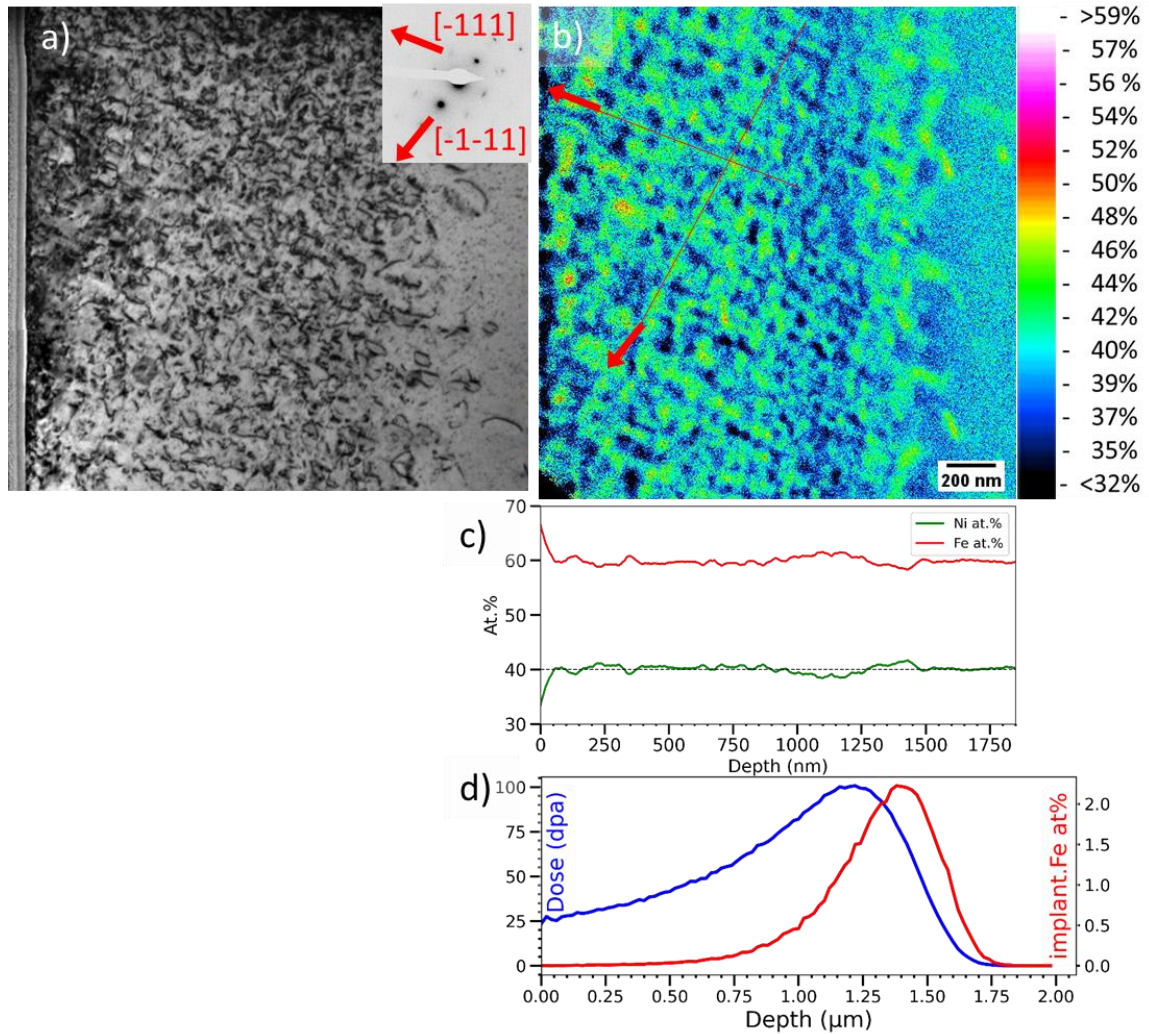 a)
[-111]
[-1-11]
b)
200 nm
- >59%
- 57%
- 56 %
- 54%
- 52%
- 50%
- 48%
- 46%
- 44%
- 42%
- 40%
- 39%
- 37%
- 35%
- <32%
c)
70
60
50
40
30
At.%
Ni at.%
Fe at.%
0 250 500 750 1000 1250 1500 1750
Depth (nm)
d)
100
75
50
25
0
Dose (dpa)
2.0
1.5
1.0
0.5
0.0
implant.Fe at%
0.00 0.25 0.50 0.75 1.00 1.25 1.50 1.75 2.00
Depth (μm)